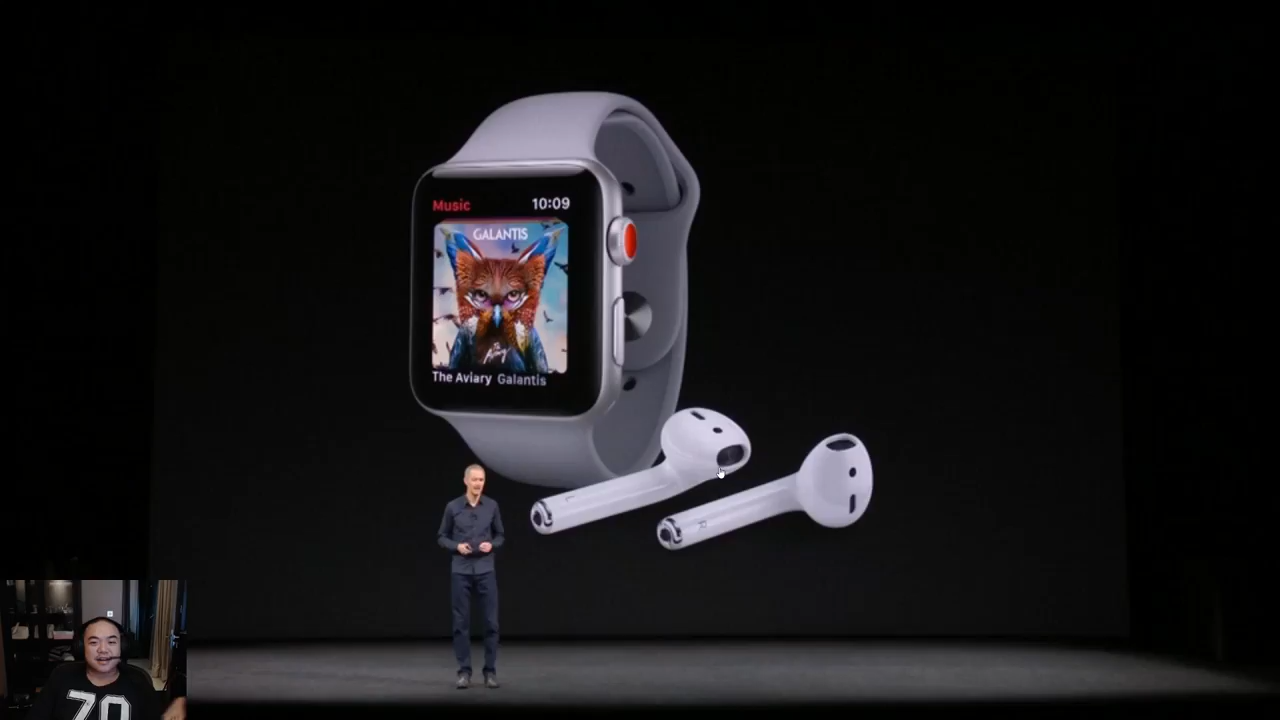 Music 10:09
GALANTIS
The Aviary
The Aviary Galantis
L
R
70